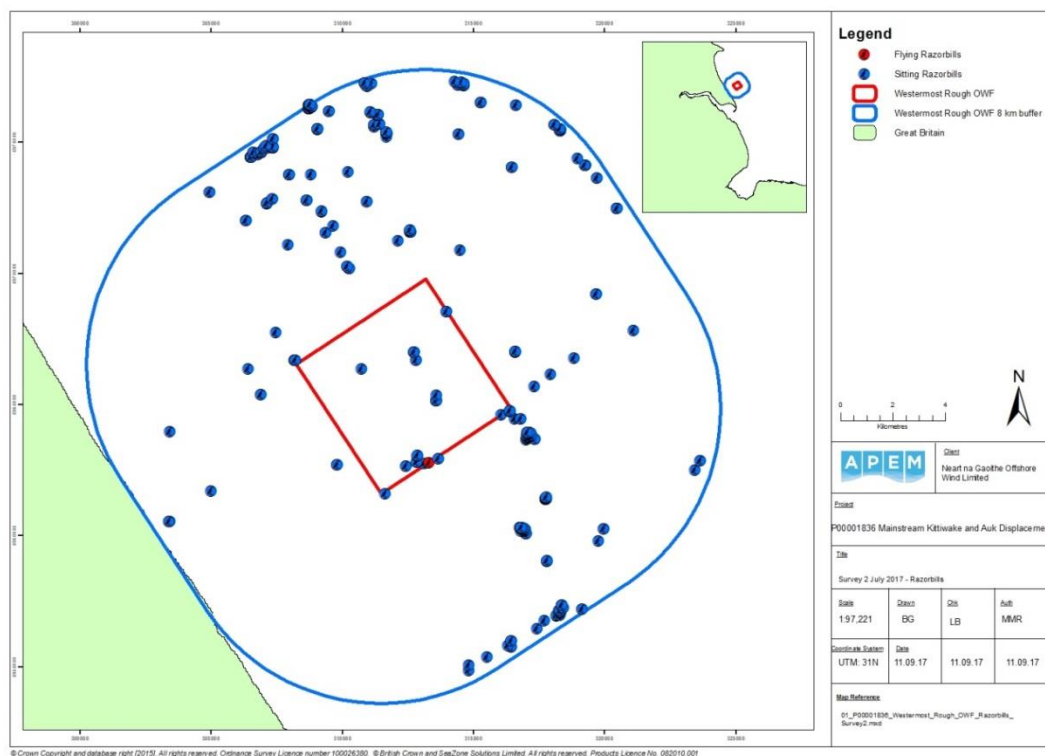 Legend
Flying Razorbills
Sitting Razorbills
Westermost Rough OWF
Westermost Rough OWF 8 km buffer
Great Britain
N
0 2 4
Kilometres
APEM
Client
Neart na Gaoithe Offshore
Wind Limited
Project
P00001836 Mainstream Kittiwake and Auk Displaceme
Title
Survey 2 July 2017 - Razorbills
Scale
1:97,221
Drawn
BG
Chk
LB
Auth
MMR
Coordinate System
UTM: 31N
Date
11.09.17
11.09.17
11.09.17
Map Reference
01_P00001836_Westermost_Rough_OWF_Razorbills_
Survey2.mxd
© Crown Copyright and database right [2015]. All rights reserved. Ordnance Survey Licence number 100026380. © British Crown and SeaZone Solutions Limited. All rights reserved. Products Licence No. 062010.001